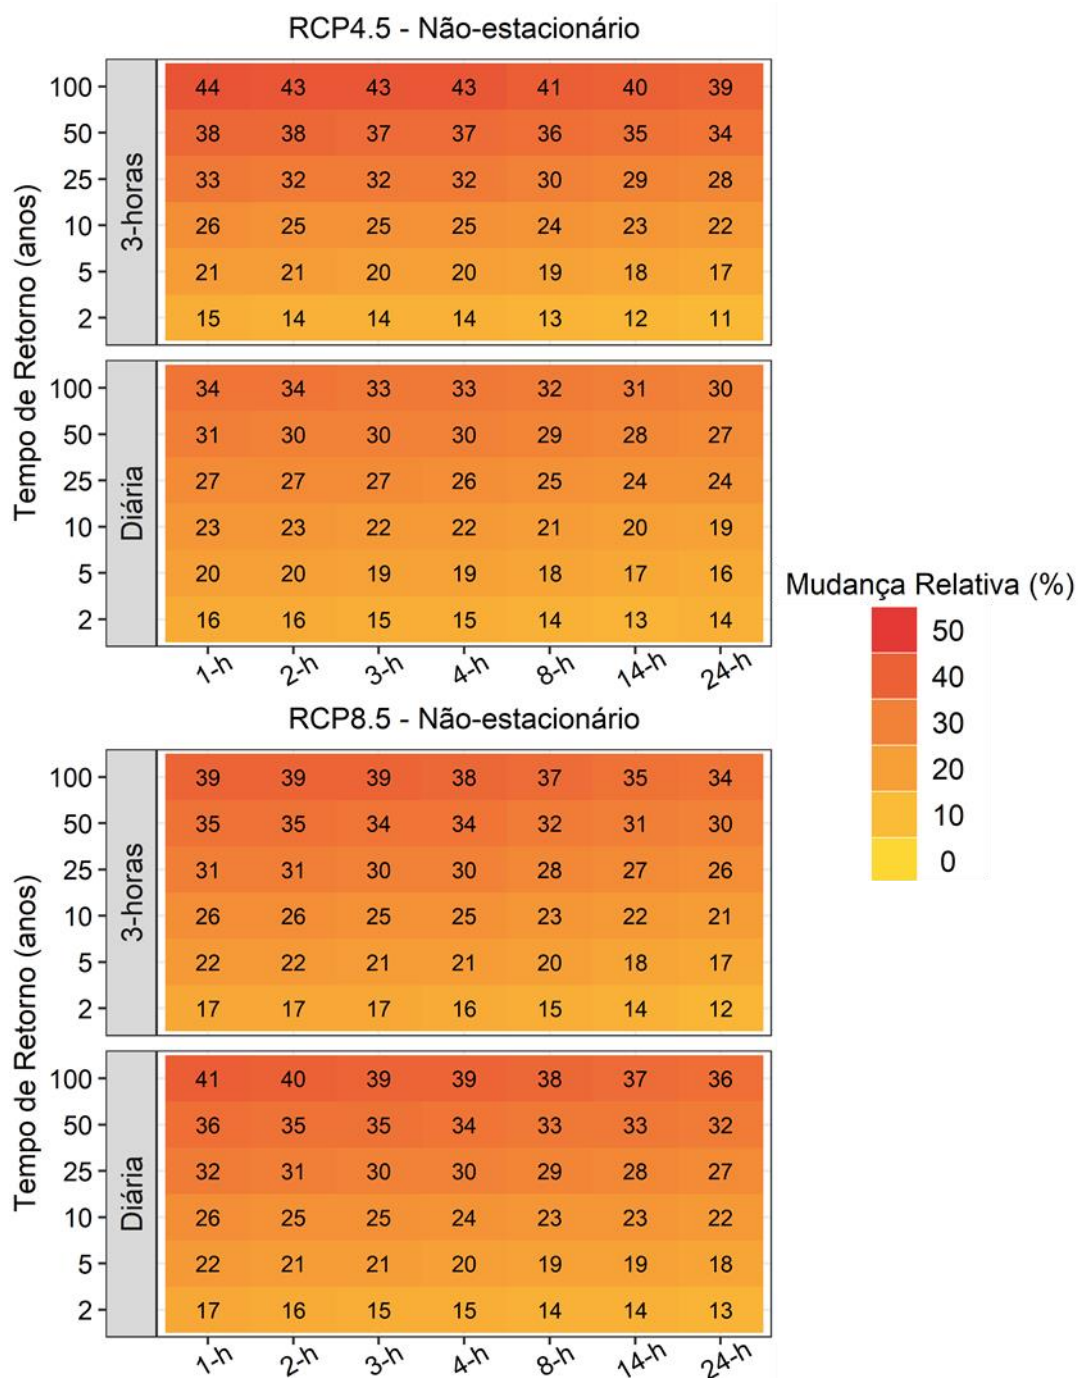 RCP4.5 - Não-estacionário
Tempo de Retorno (anos)
3-horas
100 44 43 43 43 41 40 39
50 38 38 37 37 36 35 34
25 33 32 32 32 30 29 28
10 26 25 25 25 24 23 22
5 21 21 20 20 19 18 17
2 15 14 14 14 13 12 11
Diária
100 34 34 33 33 32 31 30
50 31 30 30 30 29 28 27
25 27 27 27 26 25 24 24
10 23 23 22 22 21 20 19
5 20 20 19 19 18 17 16
2 16 16 15 15 14 13 14
1-h 2-h 3-h 4-h 8-h 14-h 24-h
RCP8.5 - Não-estacionário
Tempo de Retorno (anos)
3-horas
100 39 39 39 38 37 35 34
50 35 35 34 34 32 31 30
25 31 31 30 30 28 27 26
10 26 26 25 25 23 22 21
5 22 22 21 21 20 18 17
2 17 17 17 16 15 14 12
Diária
100 41 40 39 39 38 37 36
50 36 35 35 34 33 33 32
25 32 31 30 30 29 28 27
10 26 25 25 24 23 23 22
5 22 21 21 20 19 19 18
2 17 16 15 15 14 14 13
1-h 2-h 3-h 4-h 8-h 14-h 24-h
Mudança Relativa (%)
50
40
30
20
10
0